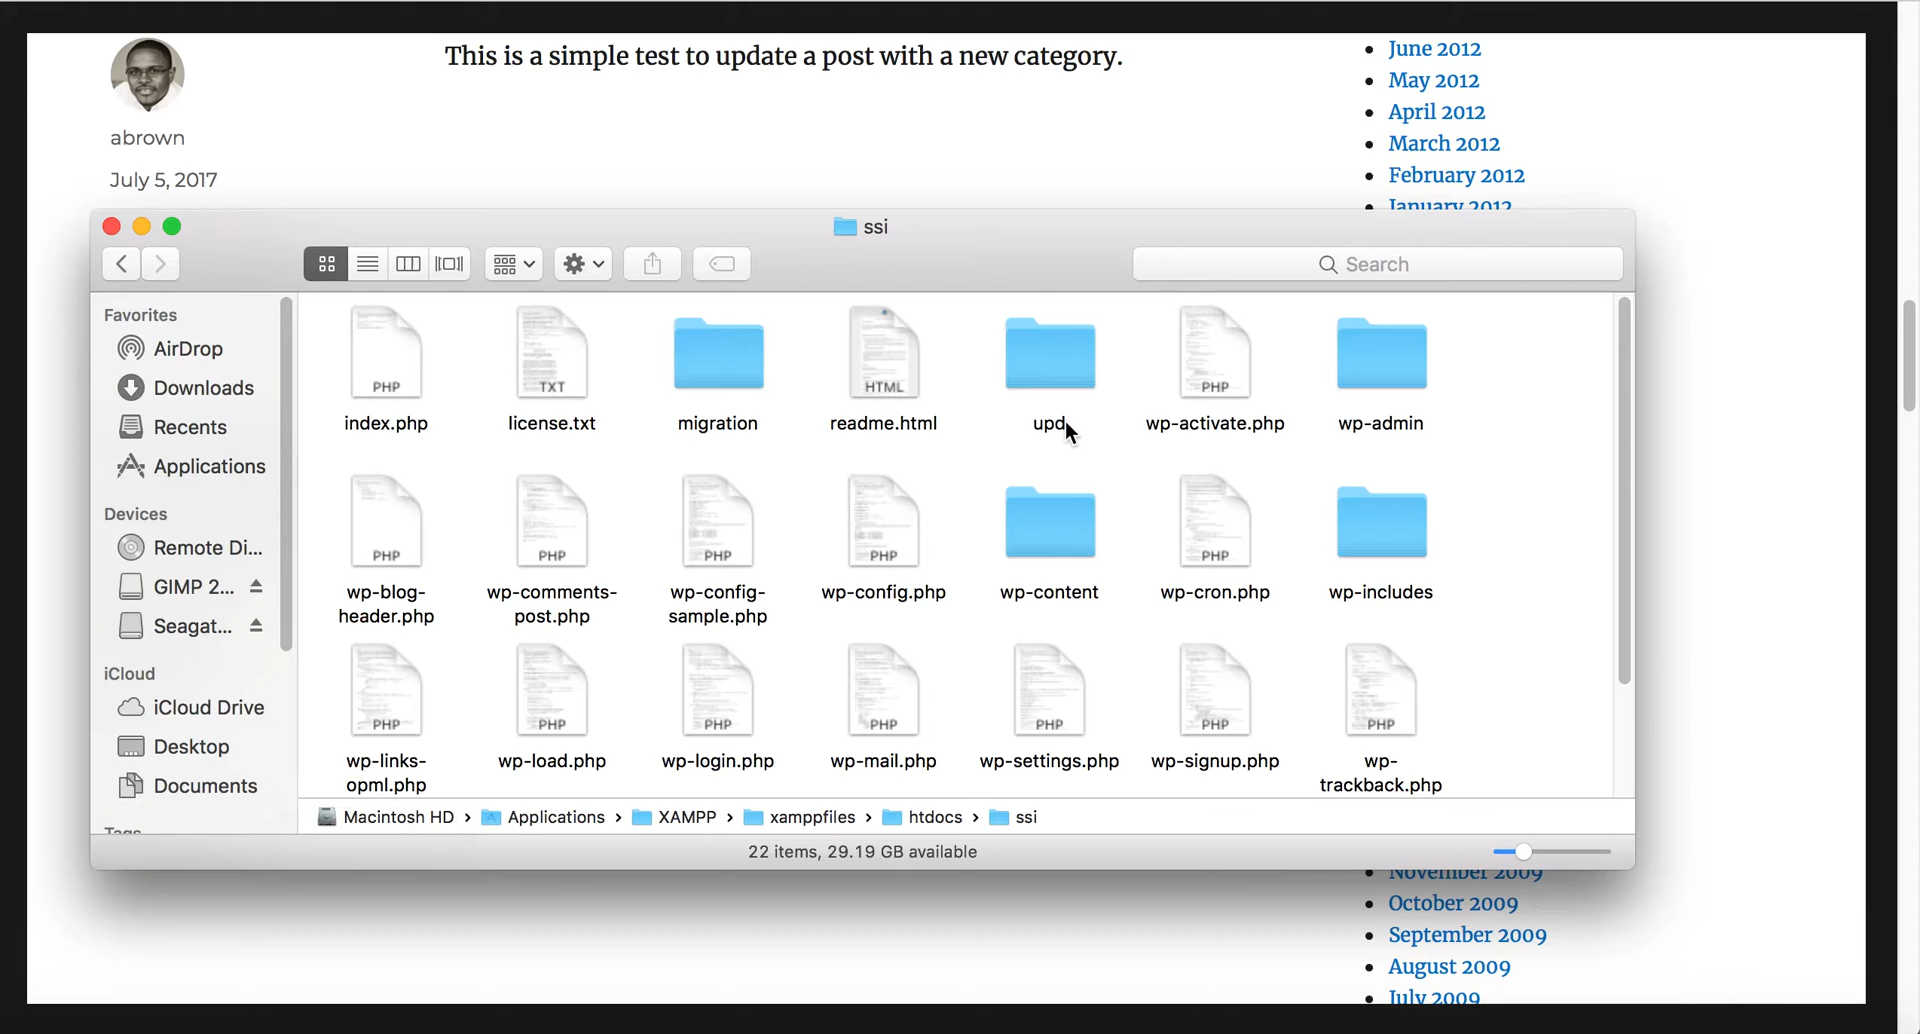 This is a simple test to update a post with a new category.
abrown
July 5, 2017
June 2012
May 2012
April 2012
March 2012
February 2012
January 2012
ssi
Search
Favorites
AirDrop
Downloads
Recents
Applications
Devices
Remote Di...
GIMP 2...
Seagat...
iCloud
iCloud Drive
Desktop
Documents
Tags
PHP
TXT
HTML
PHP
index.php
license.txt
migration
readme.html
upd
wp-activate.php
wp-admin
PHP
PHP
PHP
PHP
PHP
wp-blog-
header.php
wp-comments-
post.php
wp-config-
sample.php
wp-config.php
wp-content
wp-cron.php
wp-includes
PHP
PHP
PHP
PHP
PHP
PHP
PHP
wp-links-
opml.php
wp-load.php
wp-login.php
wp-mail.php
wp-settings.php
wp-signup.php
wp-
trackback.php
Macintosh HD › Applications › XAMPP › xamppfiles › htdocs › ssi
22 items, 29.19 GB available
November 2009
October 2009
September 2009
August 2009
July 2009